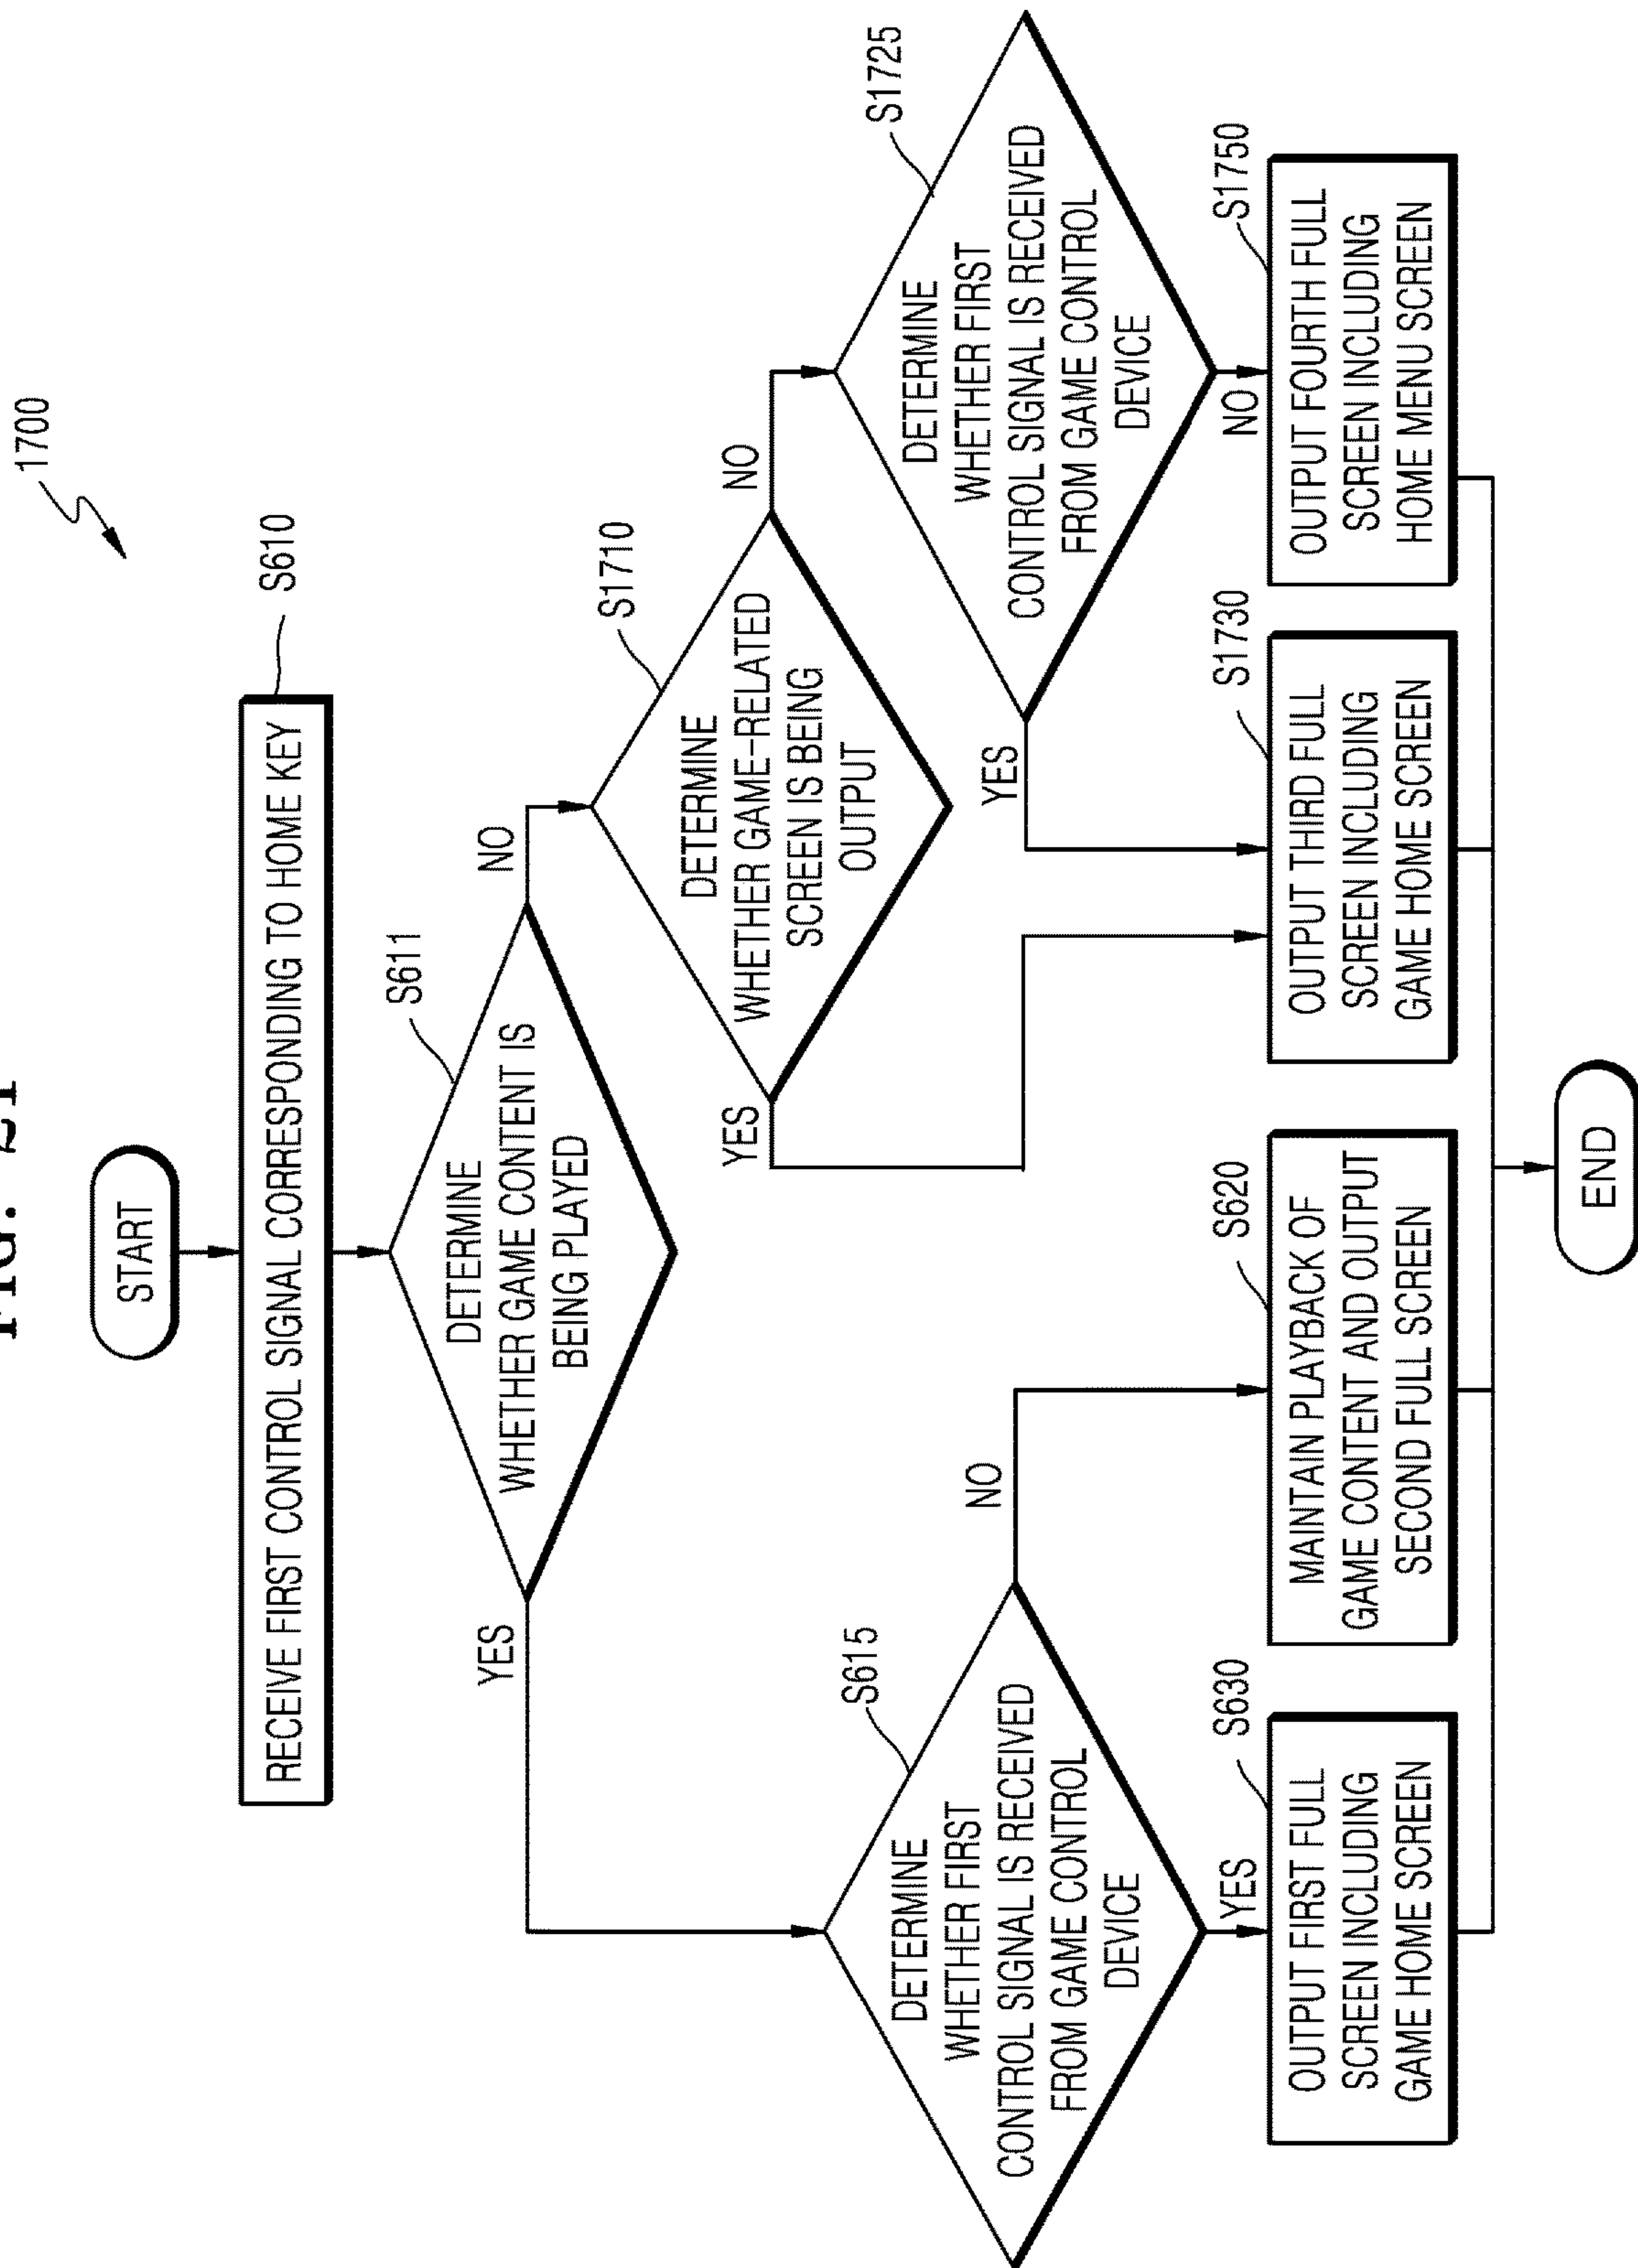 FIG. 21
1700
START
RECEIVE FIRST CONTROL SIGNAL CORRESPONDING TO HOME KEY
S610
DETERMINE
WHETHER GAME CONTENT IS
BEING PLAYED
S611
YES
NO
DETERMINE
WHETHER GAME-RELATED
SCREEN IS BEING
OUTPUT
S1710
YES
NO
DETERMINE
WHETHER FIRST
CONTROL SIGNAL IS RECEIVED
FROM GAME CONTROL
DEVICE
S615
YES
NO
DETERMINE
WHETHER FIRST
CONTROL SIGNAL IS RECEIVED
FROM GAME CONTROL
DEVICE
S1725
YES
NO
OUTPUT FIRST FULL
SCREEN INCLUDING
GAME HOME SCREEN
S630
MAINTAIN PLAYBACK OF
GAME CONTENT AND OUTPUT
SECOND FULL SCREEN
S620
OUTPUT THIRD FULL
SCREEN INCLUDING
GAME HOME SCREEN
S1730
OUTPUT FOURTH FULL
SCREEN INCLUDING
HOME MENU SCREEN
S1750
END